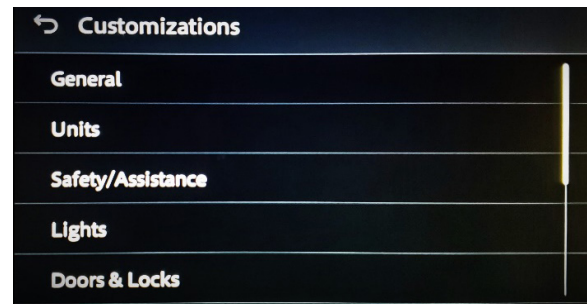 Customizations
General
Units
Safety/Assistance
Lights
Doors & Locks